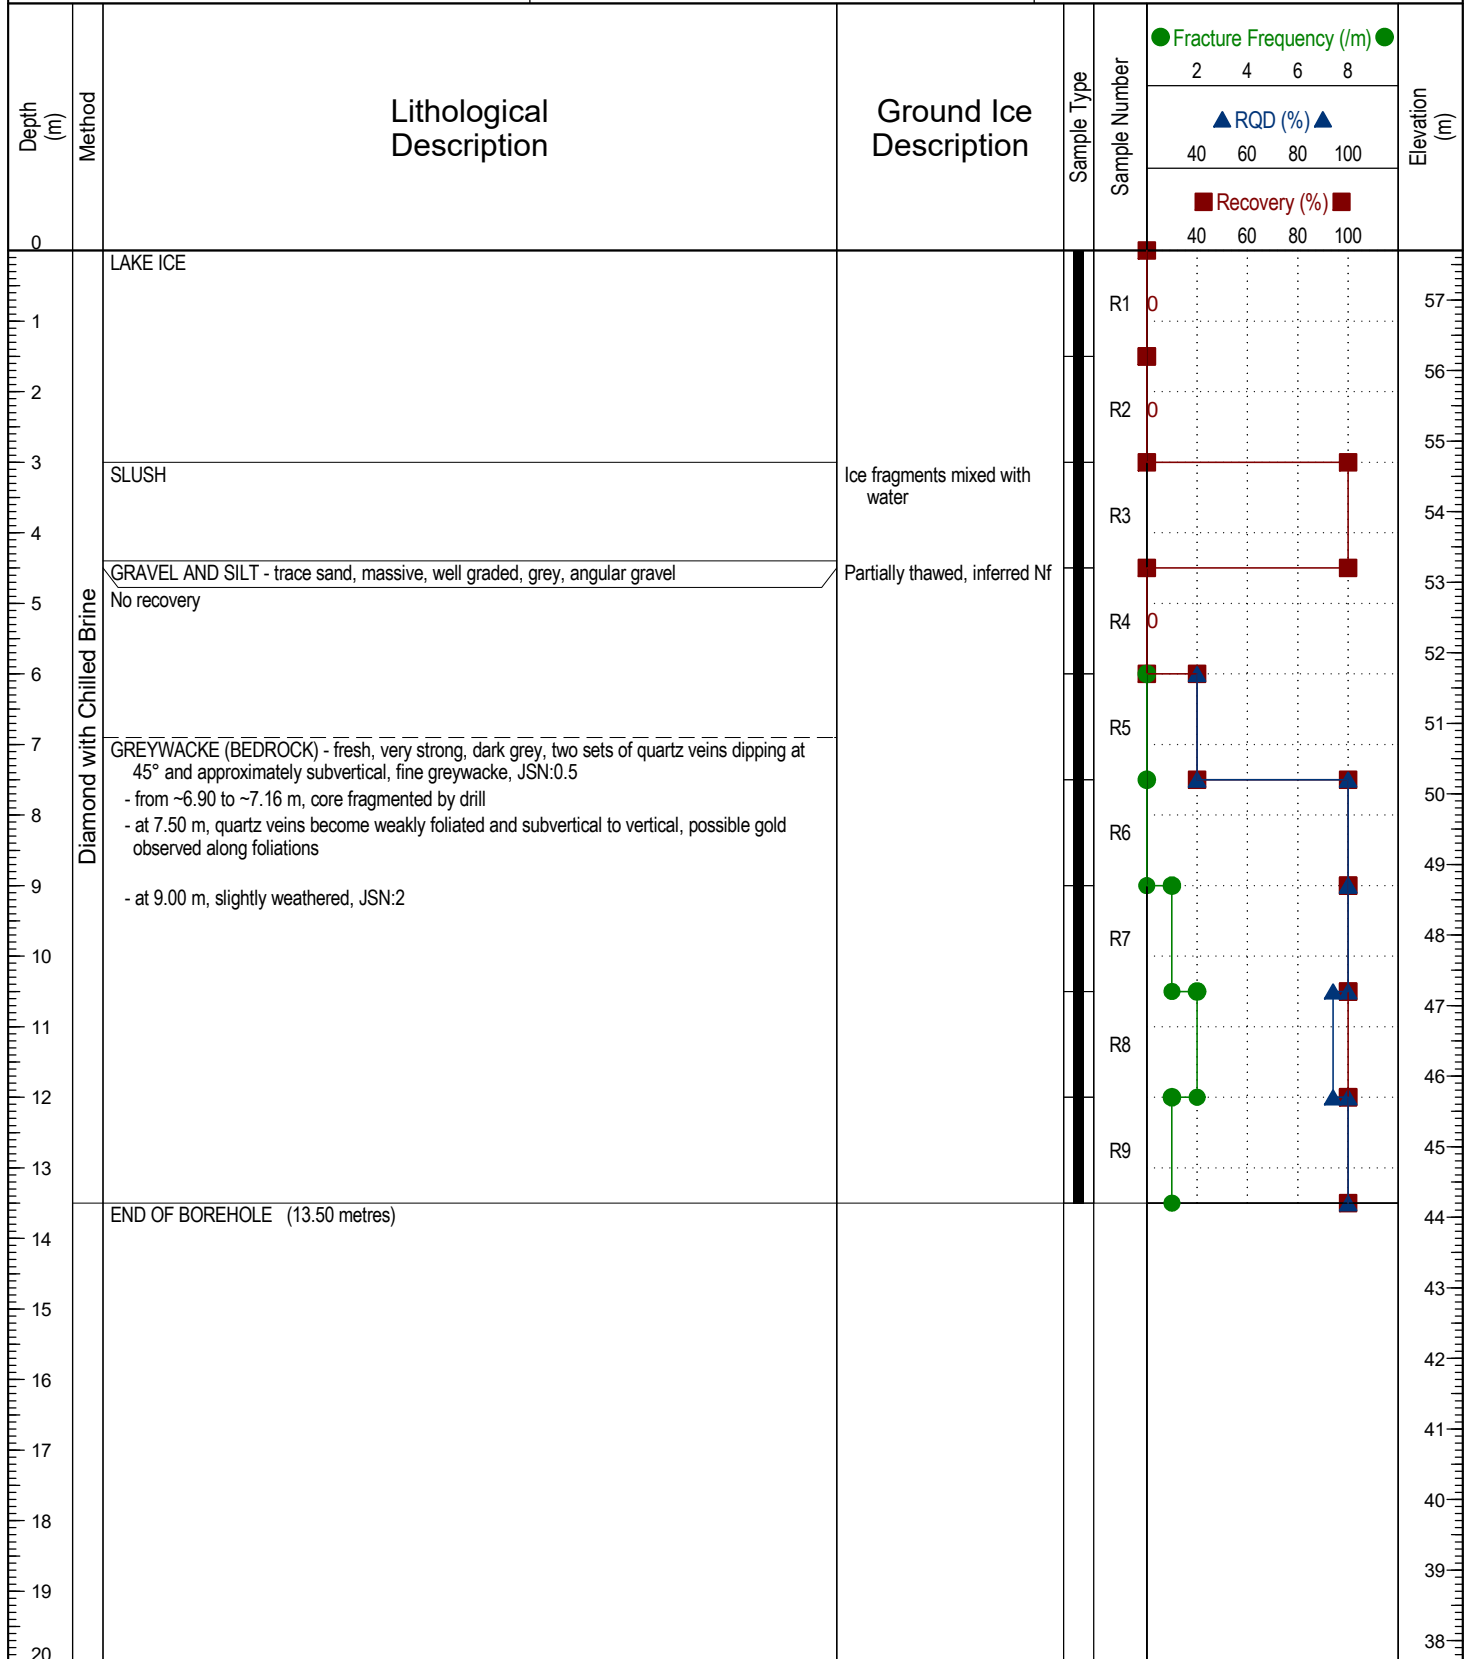 Depth
(m)
Method
Lithological
Description
Ground Ice
Description
Sample Type
Sample Number
Fracture Frequency (/m)
2 4 6 8
RQD (%)
40 60 80 100
Recovery (%)
40 60 80 100
Elevation
(m)
0
Diamond with Chilled Brine
LAKE ICE
R1 0
57
1
56
2
R2 0
55
3
SLUSH
Ice fragments mixed with
water
R3
54
4
GRAVEL AND SILT - trace sand, massive, well graded, grey, angular gravel
Partially thawed, inferred Nf
53
5
No recovery
R4 0
52
6
R5
51
7
GREYWACKE (BEDROCK) - fresh, very strong, dark grey, two sets of quartz veins dipping at
45° and approximately subvertical, fine greywacke, JSN:0.5
- from ~6.90 to ~7.16 m, core fragmented by drill
50
8
- at 7.50 m, quartz veins become weakly foliated and subvertical to vertical, possible gold
observed along foliations
R6
49
9
- at 9.00 m, slightly weathered, JSN:2
R7
48
10
47
11
R8
46
12
R9
45
13
END OF BOREHOLE (13.50 metres)
44
14
43
15
42
16
41
17
40
18
39
19
38
20